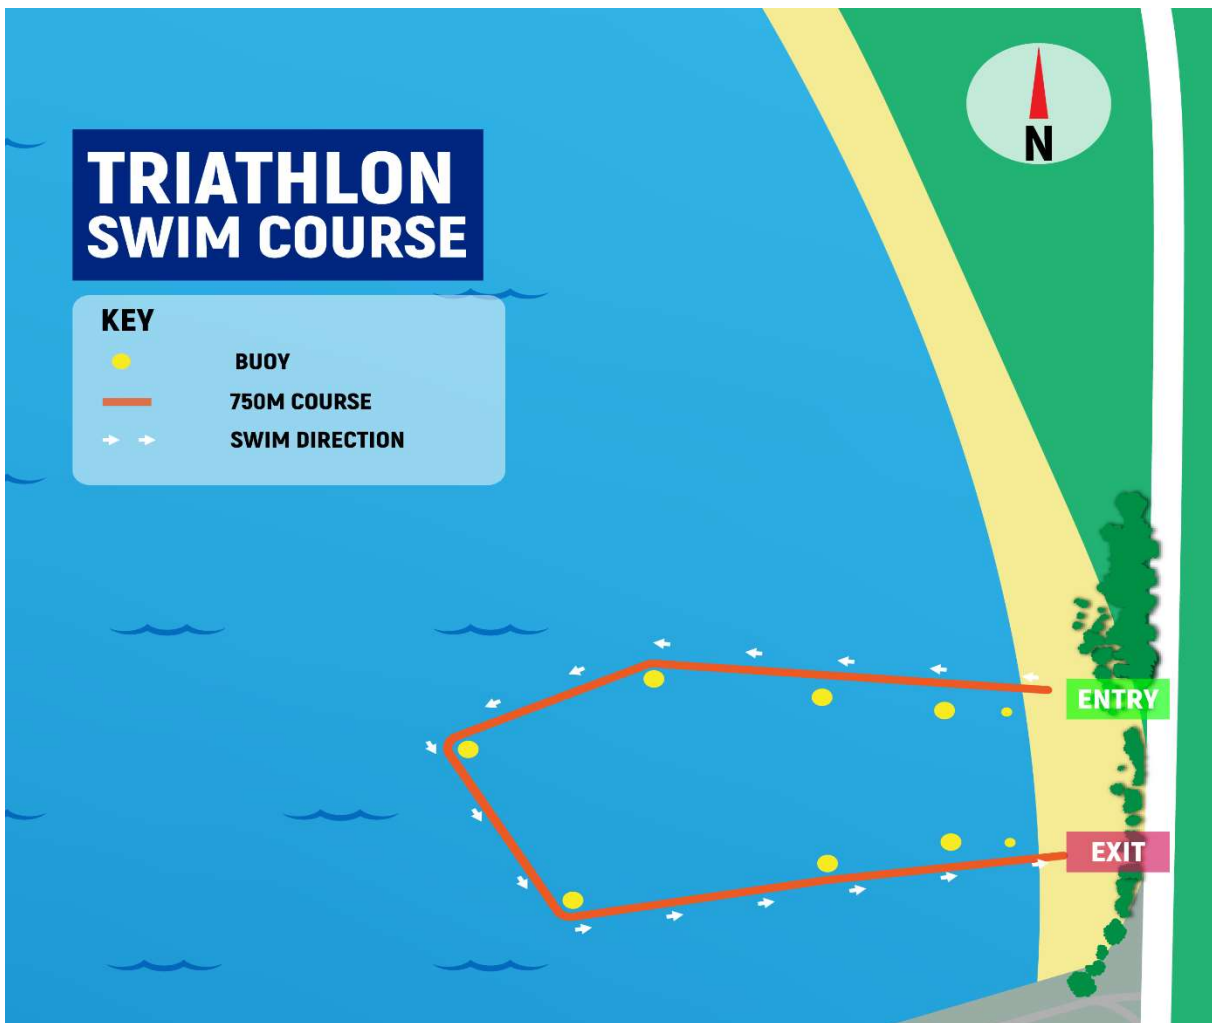 N
TRIATHLON
SWIM COURSE
KEY
BUOY
750M COURSE
SWIM DIRECTION
ENTRY
EXIT